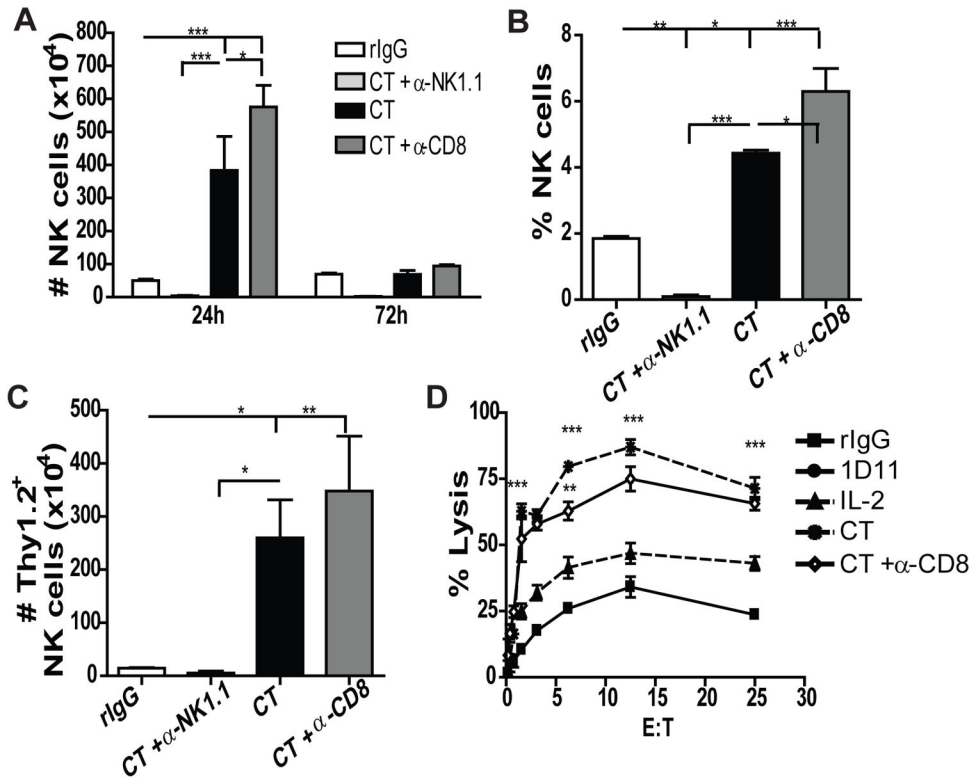 A
# NK cells (x10⁴)
800
700
600
500
400
300
200
100
0
***
***
*
rIgG
CT +α-NK1.1
CT
CT +α-CD8
24h
72h
B
% NK cells
8
6
4
2
0
**
*
***
***
*
rIgG
CT +α-NK1.1
CT
CT +α-CD8
C
# Thy1.2⁺
NK cells (x10⁴)
500
400
300
200
100
0
*
**
*
rIgG
CT +α-NK1.1
CT
CT +α-CD8
D
% Lysis
100
75
50
25
0
***
***
**
***
***
0
5
10
15
20
25
30
E:T
rIgG
1D11
IL-2
CT
CT +α-CD8